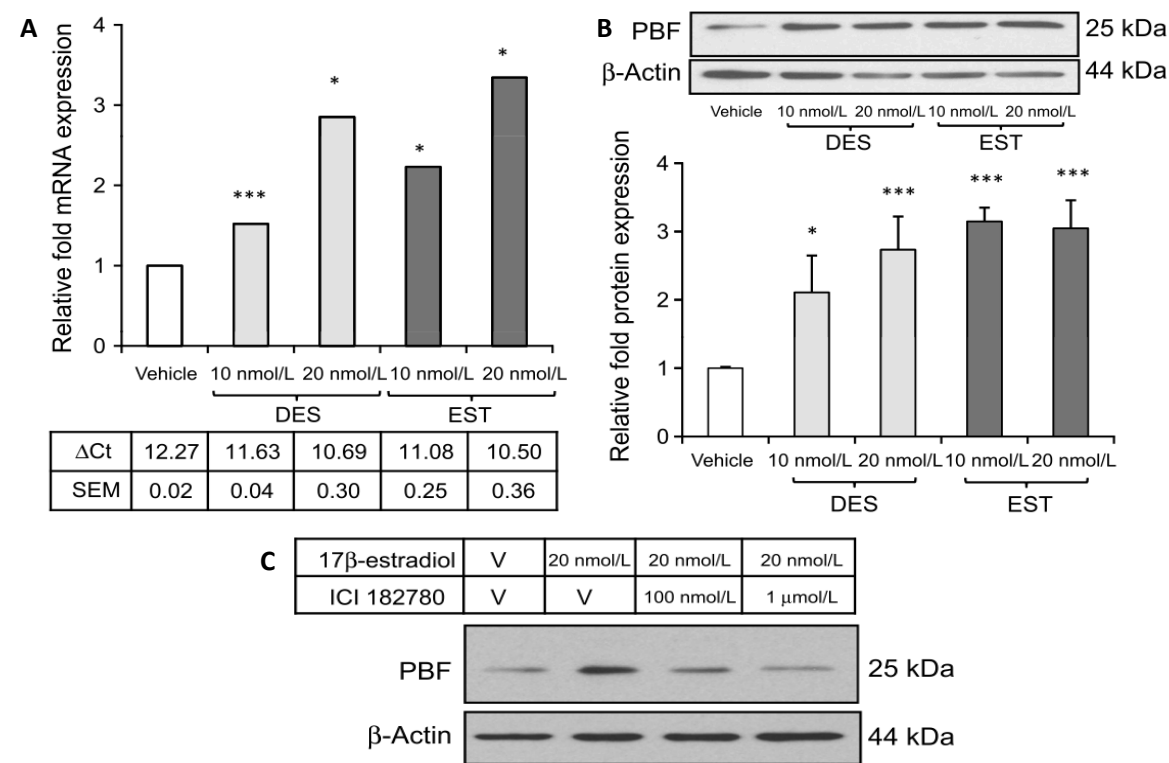 A
Relative fold mRNA expression
4
3
2
1
0
*
*
*
***
Vehicle 10 nmol/L 20 nmol/L 10 nmol/L 20 nmol/L
DES EST
ΔCt 12.27 11.63 10.69 11.08 10.50
SEM 0.02 0.04 0.30 0.25 0.36
B
PBF 25 kDa
β-Actin 44 kDa
Vehicle 10 nmol/L 20 nmol/L 10 nmol/L 20 nmol/L
DES EST
Relative fold protein expression
4
3
2
1
0
* *** *** ***
Vehicle 10 nmol/L 20 nmol/L 10 nmol/L 20 nmol/L
DES EST
C
17β-estradiol V 20 nmol/L 20 nmol/L 20 nmol/L
ICI 182780 V V 100 nmol/L 1 μmol/L
PBF 25 kDa
β-Actin 44 kDa